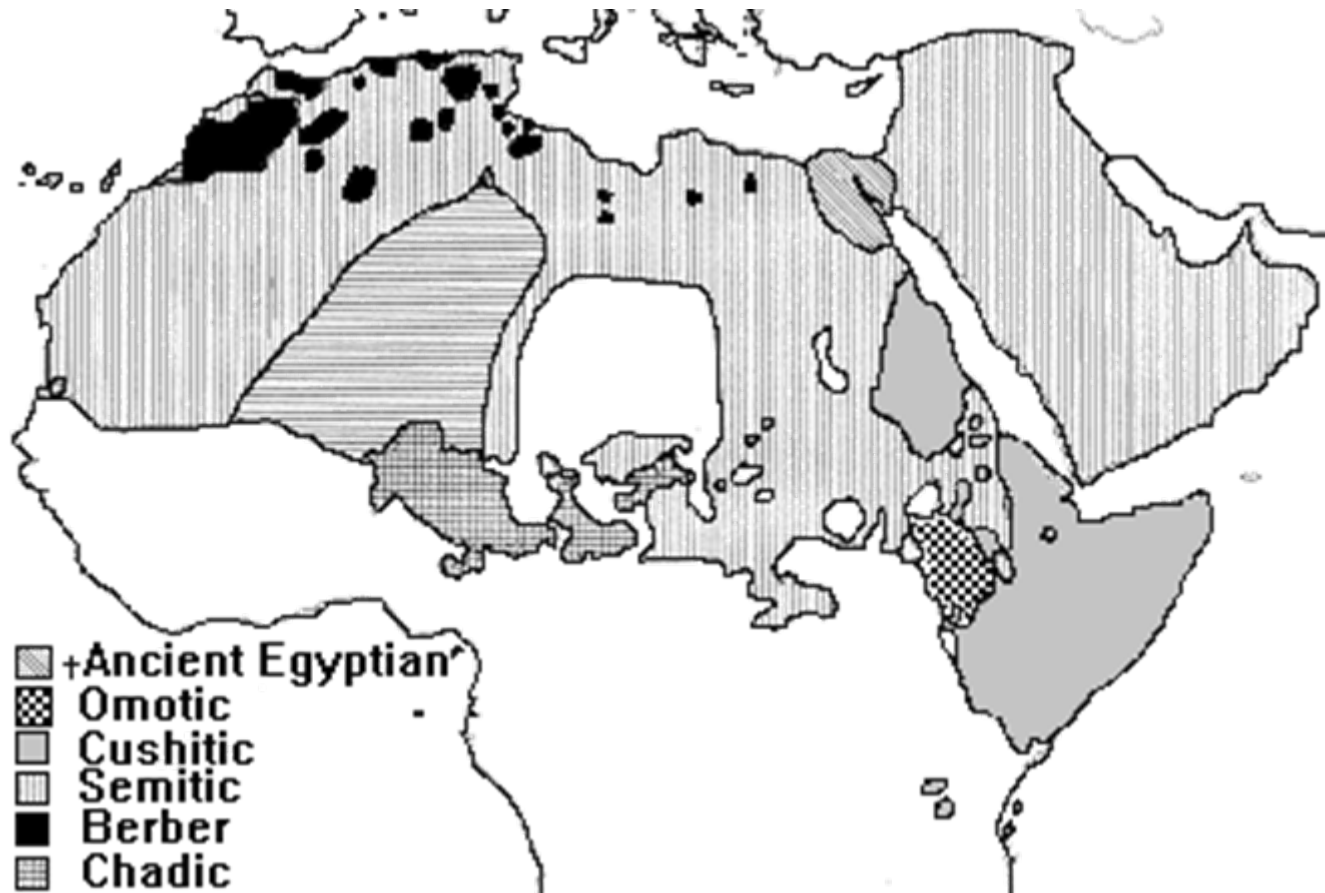 †Ancient Egyptian
Omotic
Cushitic
Semitic
Berber
Chadic